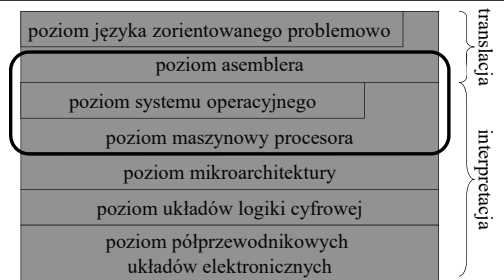 poziom języka zorientowanego problemowo
poziom asemblera
poziom systemu operacyjnego
poziom maszynowy procesora
poziom mikroarchitektury
poziom układów logiki cyfrowej
poziom półprzewodnikowych
układów elektronicznych
translacja
interpretacja